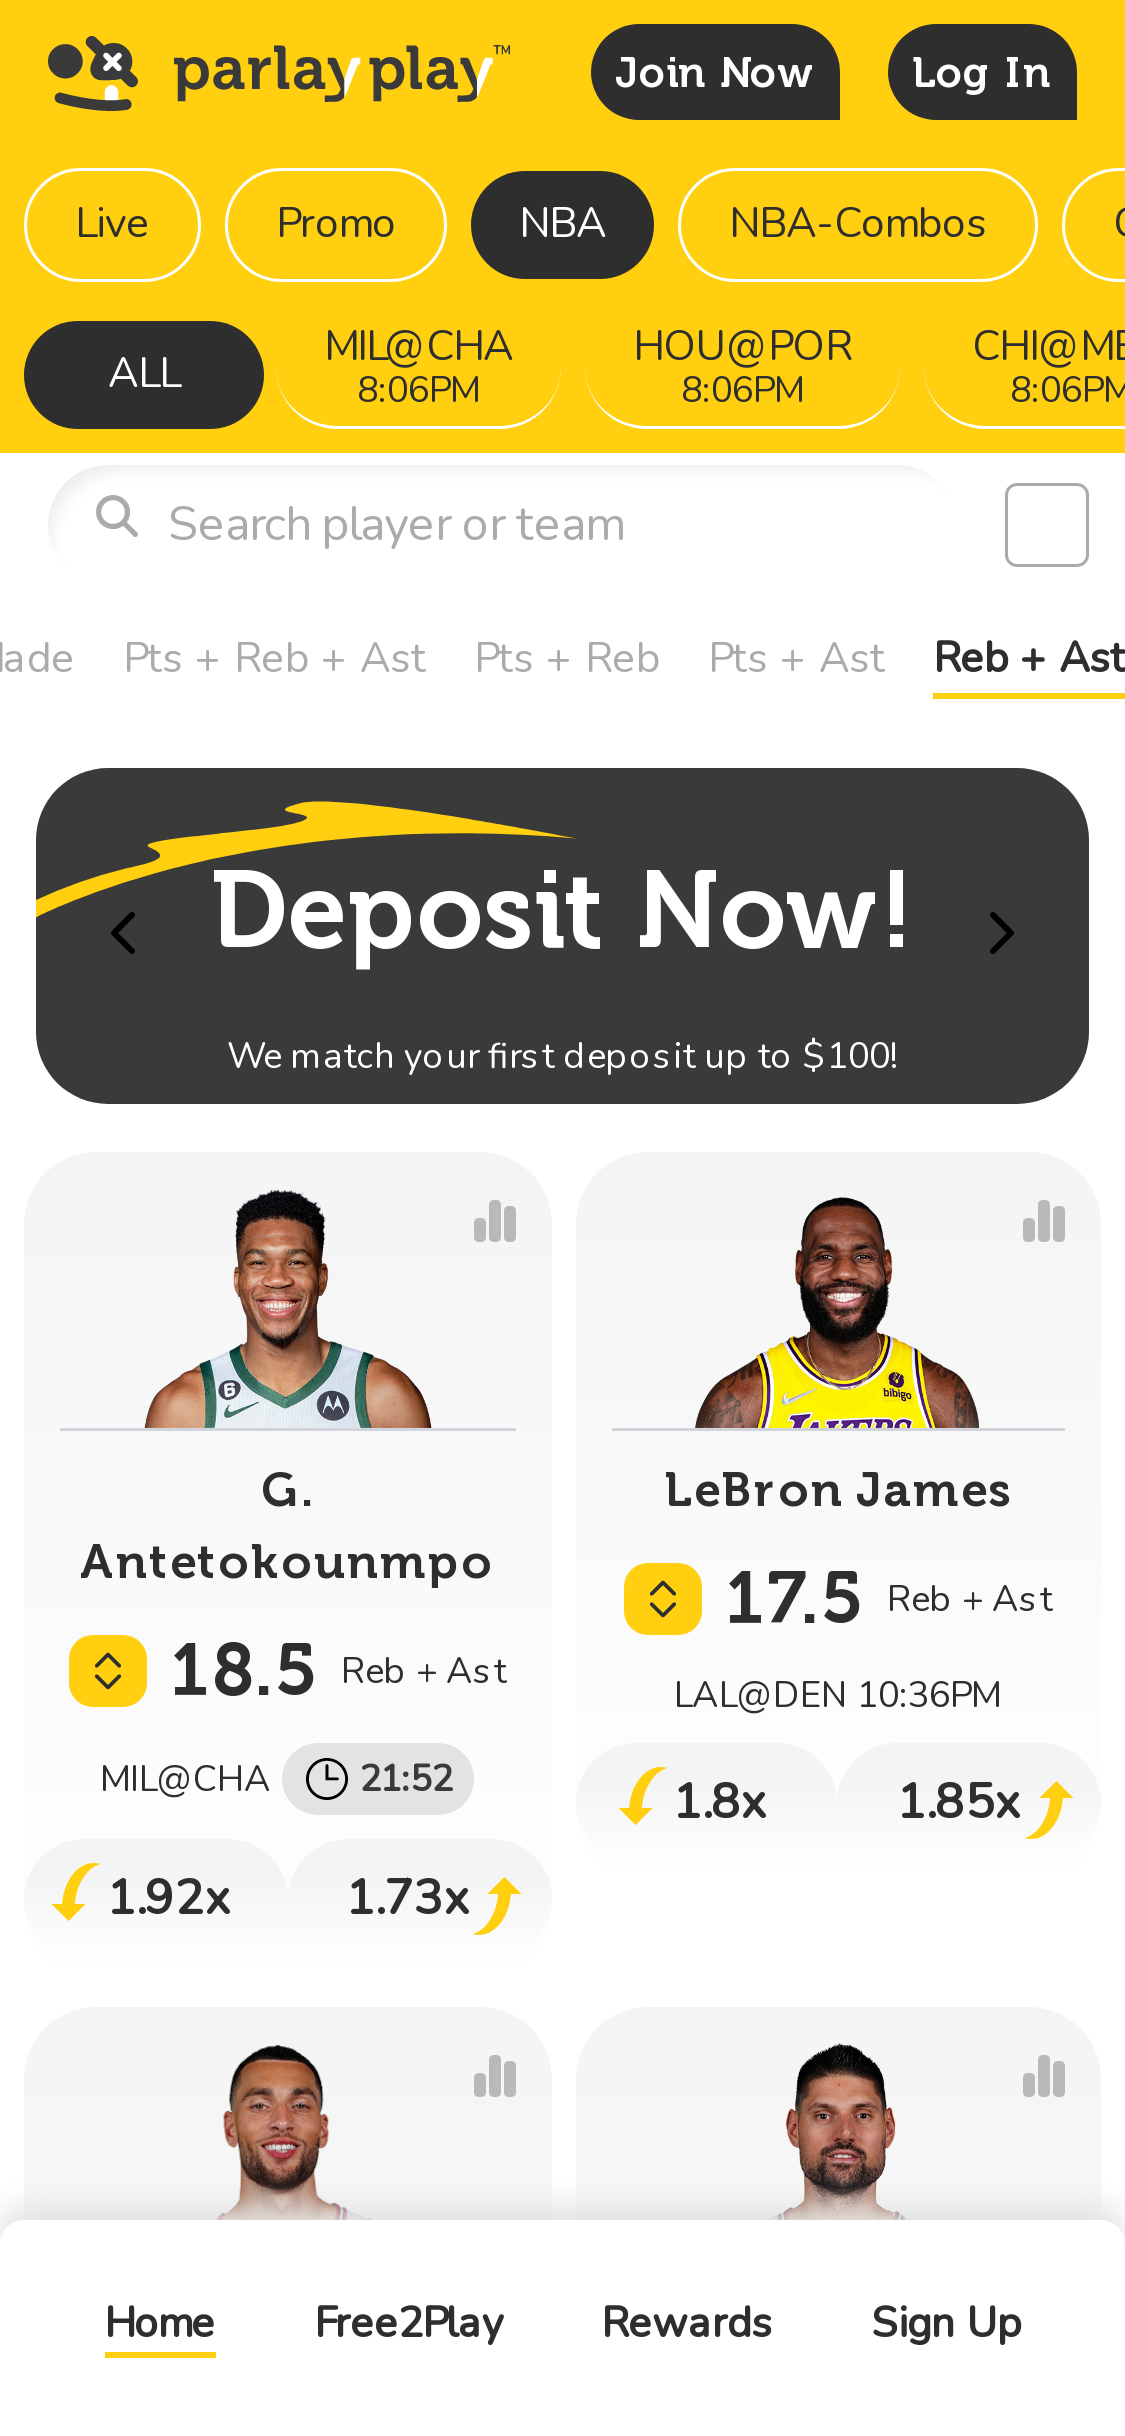 parlay play™
Join Now
Log In
Live
Promo
NBA
NBA-Combos
ALL
MIL@CHA
8:06PM
HOU@POR
8:06PM
CHI@ME
8:06PM
Search player or team
Pts + Reb + Ast
Pts + Reb
Pts + Ast
Reb + Ast
Deposit Now!
We match your first deposit up to $100!
6
bibigo
LAKERS
G.
Antetokounmpo
18.5 Reb + Ast
MIL@CHA 21:52
1.92x
1.73x
LeBron James
17.5 Reb + Ast
LAL@DEN 10:36PM
1.8x
1.85x
Home
Free2Play
Rewards
Sign Up